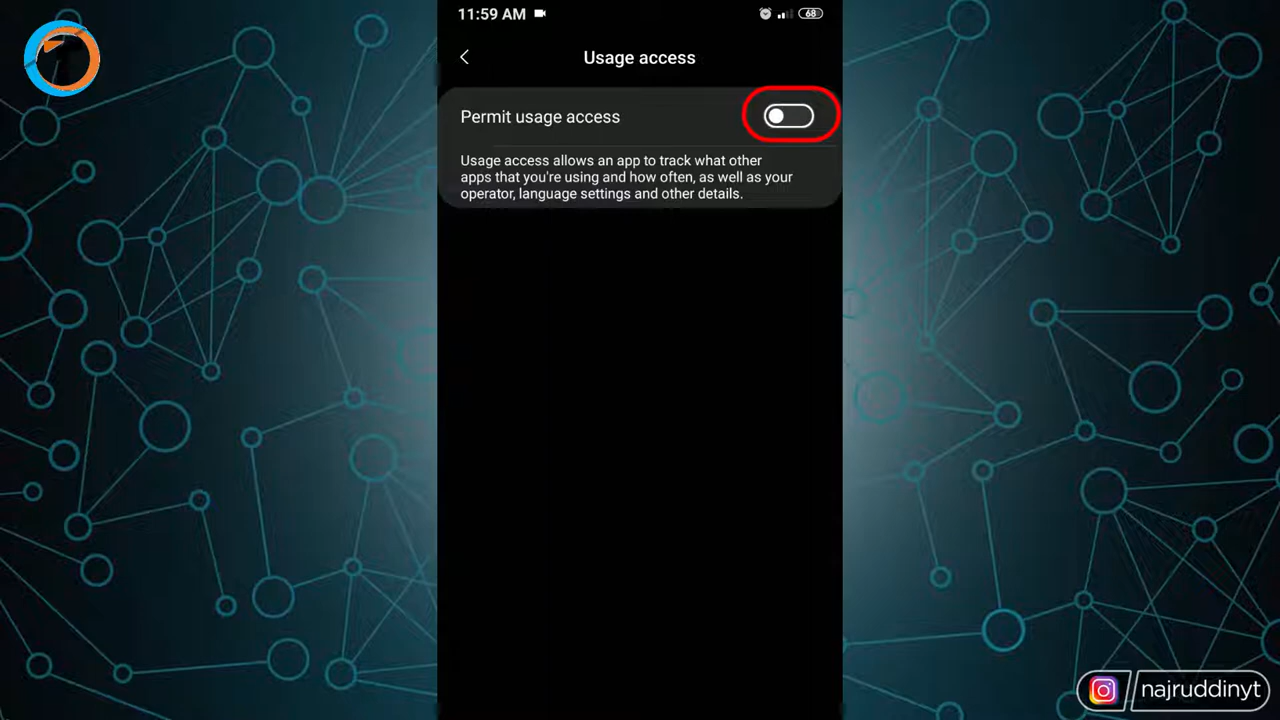 11:59 AM
68
Usage access
Permit usage access
Usage access allows an app to track what other
apps that you're using and how often, as well as your
operator, language settings and other details.
najruddinyt